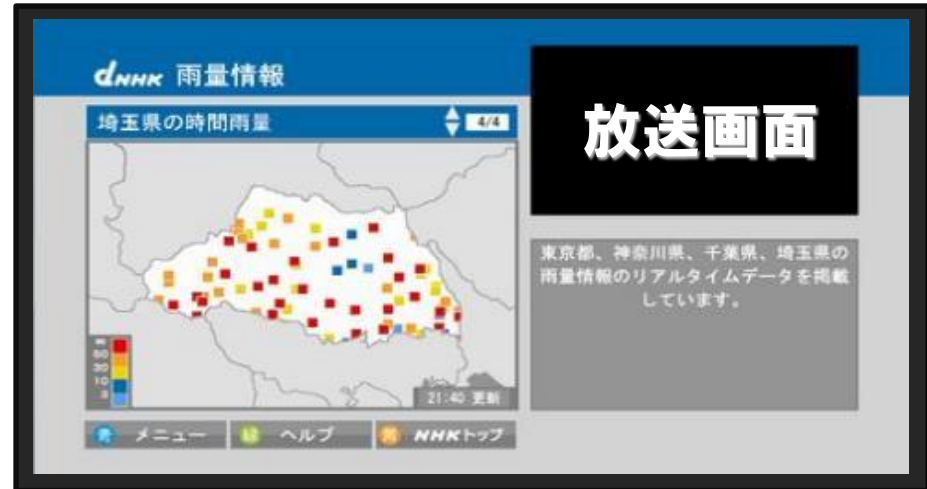 dNHK 雨量情報
埼玉県の時間雨量
4/4
放送画面
東京都、神奈川県、千葉県、埼玉県の
雨量情報のリアルタイムデータを掲載
しています。
50
30
10
21:40 更新
青 メニュー
緑 ヘルプ
NHKトップ